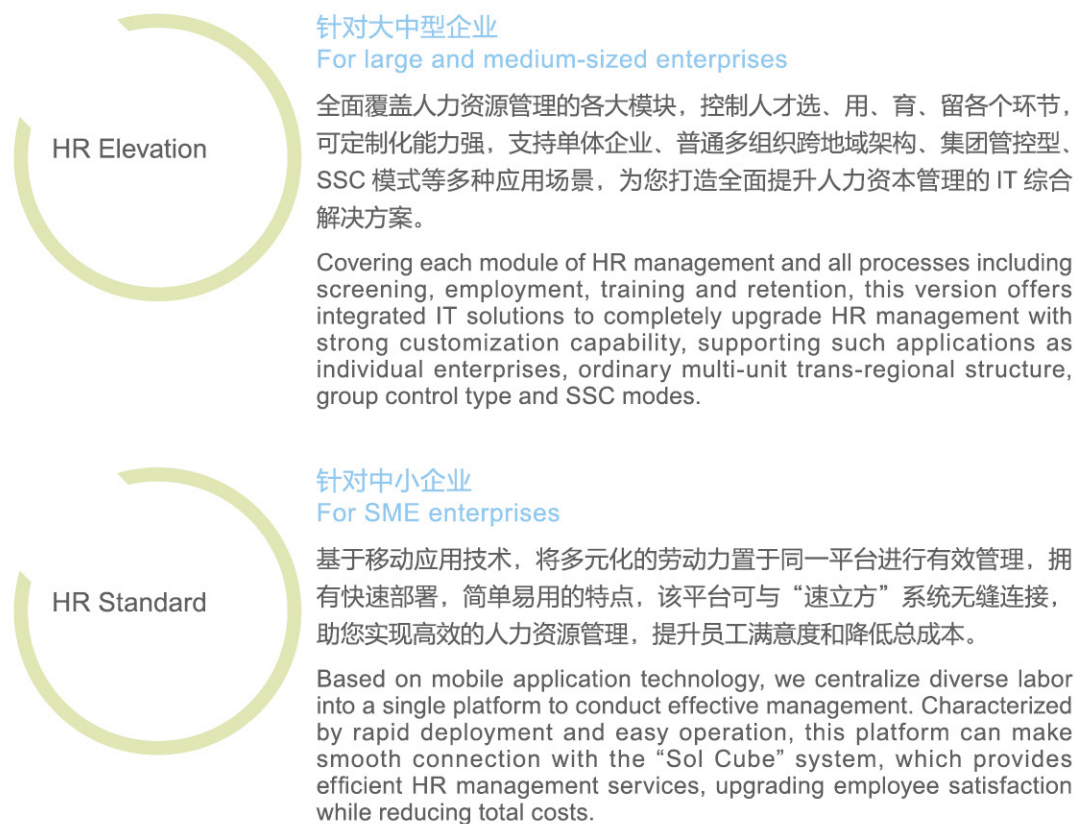 HR Elevation
针对大中型企业
For large and medium-sized enterprises
全面覆盖人力资源管理的各大模块，控制人才选、用、育、留各个环节，
可定制化能力强，支持单体企业、普通多组织跨地域架构、集团管控型、
SSC 模式等多种应用场景，为您打造全面提升人力资本管理的 IT 综合
解决方案。
Covering each module of HR management and all processes including
screening, employment, training and retention, this version offers
integrated IT solutions to completely upgrade HR management with
strong customization capability, supporting such applications as
individual enterprises, ordinary multi-unit trans-regional structure,
group control type and SSC modes.
HR Standard
针对中小企业
For SME enterprises
基于移动应用技术，将多元化的劳动力置于同一平台进行有效管理，拥
有快速部署，简单易用的特点，该平台可与“速立方”系统无缝连接，
助您实现高效的人力资源管理，提升员工满意度和降低总成本。
Based on mobile application technology, we centralize diverse labor
into a single platform to conduct effective management. Characterized
by rapid deployment and easy operation, this platform can make
smooth connection with the “Sol Cube” system, which provides
efficient HR management services, upgrading employee satisfaction
while reducing total costs.